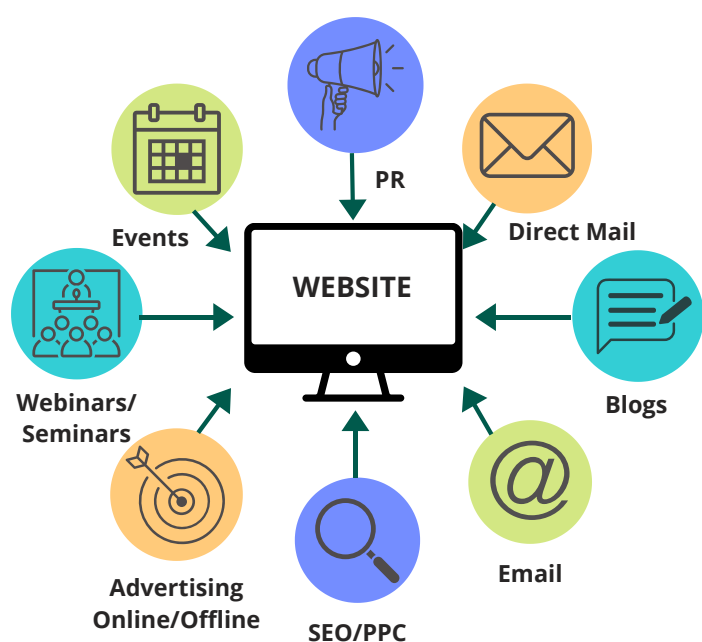 PR
Events
Direct Mail
WEBSITE
Webinars/
Seminars
Blogs
Advertising
Online/Offline
Email
SEO/PPC
@